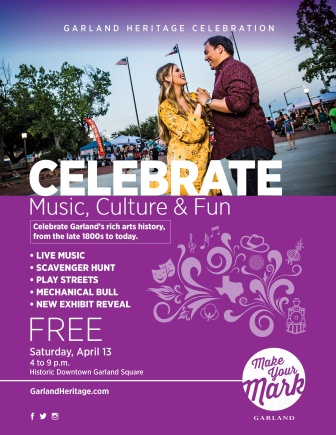 GARLAND HERITAGE CELEBRATION
CELEBRATE
Music, Culture & Fun
Celebrate Garland's rich arts history,
from the late 1800s to today.
• LIVE MUSIC
• SCAVENGER HUNT
• PLAY STREETS
• MECHANICAL BULL
• NEW EXHIBIT REVEAL
FREE
Saturday, April 13
4 to 9 p.m.
Historic Downtown Garland Square
GarlandHeritage.com
Make
Your
Mark
GARLAND